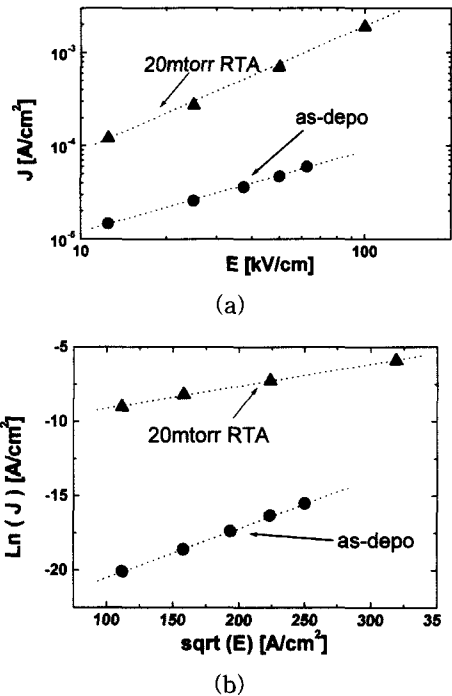 10⁻³
10⁻⁴
10⁻⁵
J [A/cm²]
20mtorr RTA
as-depo
10
100
E [kV/cm]
(a)
-5
-10
-15
-20
Ln ( J ) [A/cm²]
20mtorr RTA
as-depo
100 150 200 250 300 35
sqrt (E) [A/cm²]
(b)